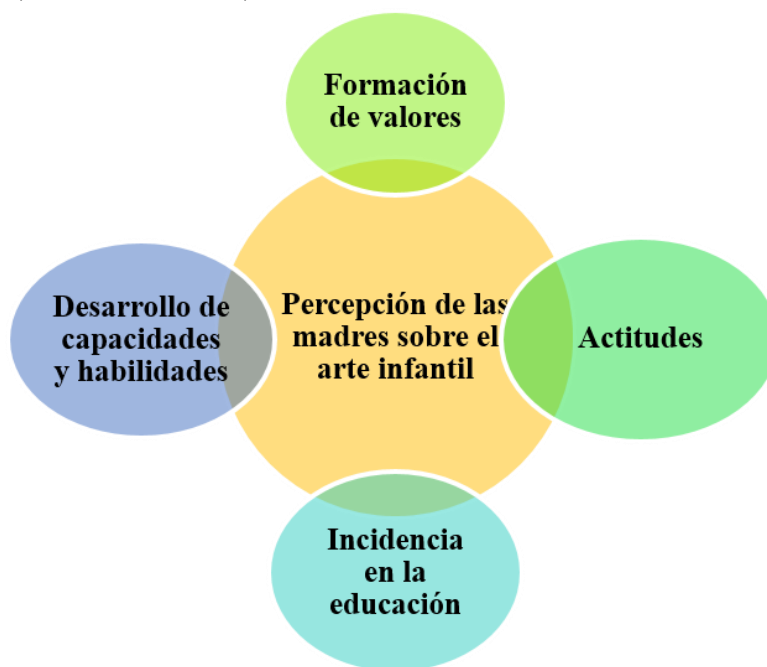 Formación
de valores
Desarrollo de
capacidades
y habilidades
Percepción de las
madres sobre el
arte infantil
Actitudes
Incidencia
en la
educación